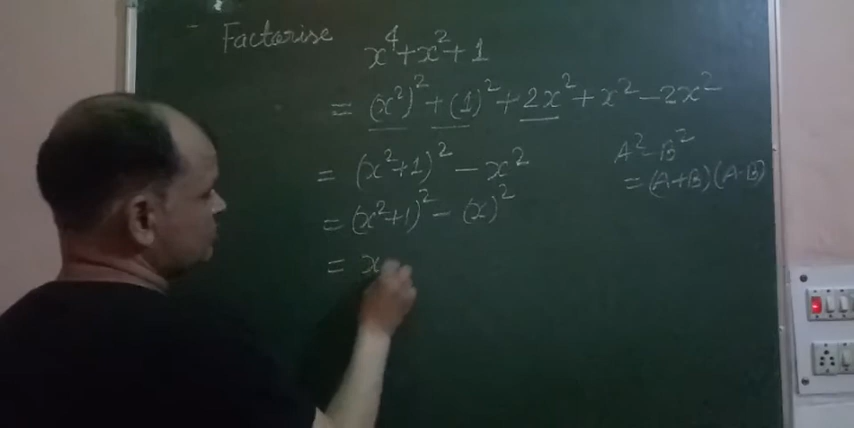 Factorise x⁴+x²+1
= (x²)²+(1)²+2x²+x²-2x²
= (x²+1)²-x²
A²-B²
= (A+B)(A-B)
= (x²+1)²-(x)²
= x